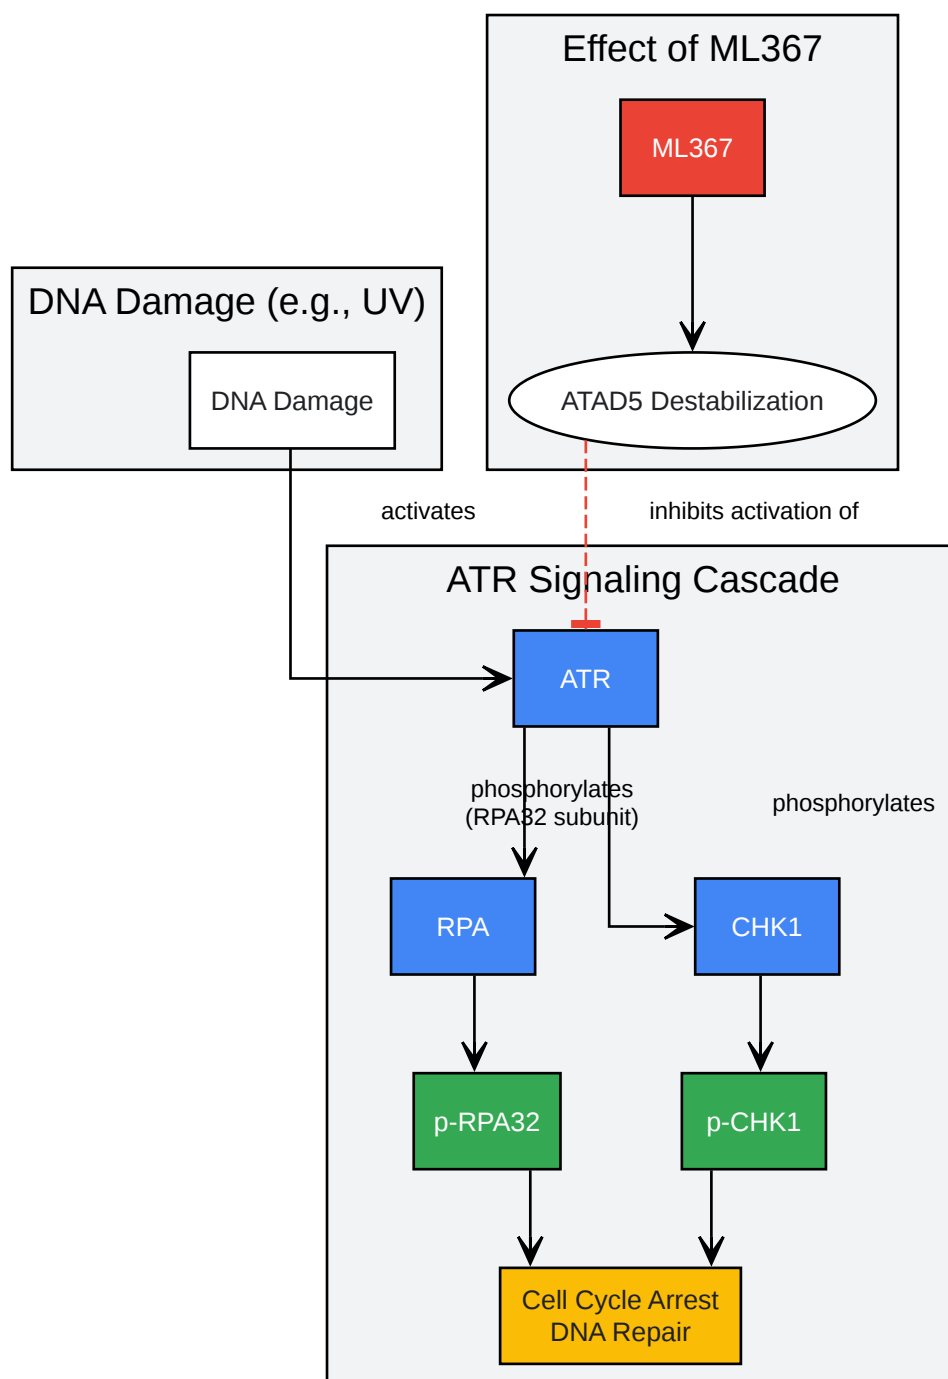 Effect of ML367
ML367
DNA Damage (e.g., UV)
DNA Damage
ATAD5 Destabilization
activates
inhibits activation of
ATR Signaling Cascade
ATR
phosphorylates
(RPA32 subunit)
phosphorylates
RPA
CHK1
p-RPA32
p-CHK1
Cell Cycle Arrest
DNA Repair